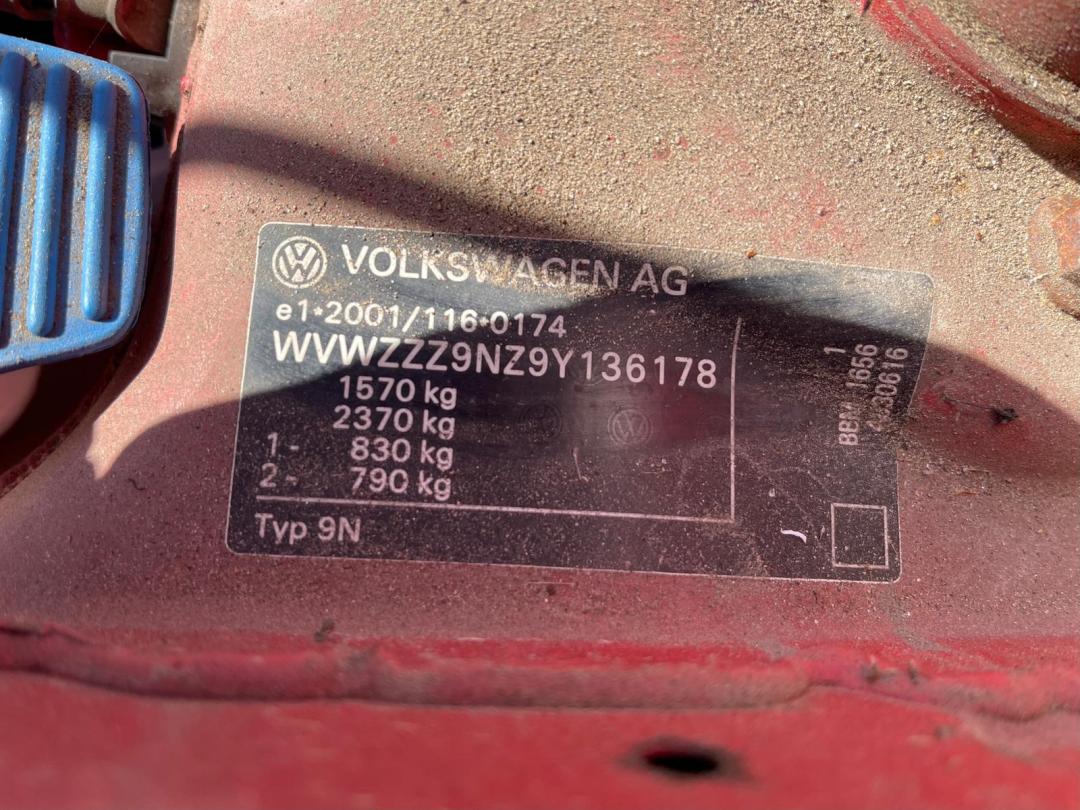 VOLKSWAGEN AG
e1*2001/116*0174
WVWZZZ9NZ9Y136178
1570 kg
2370 kg
1- 830 kg
2- 790 kg
Typ 9N
1
BBM 1656